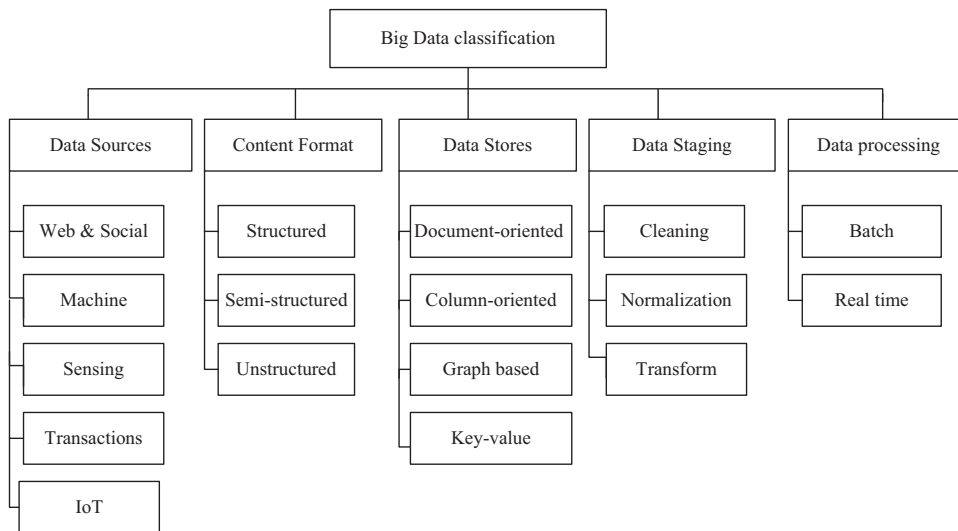 Big Data classification
Data Sources
Content Format
Data Stores
Data Staging
Data processing
Web & Social
Structured
Document-oriented
Cleaning
Batch
Machine
Semi-structured
Column-oriented
Normalization
Real time
Sensing
Unstructured
Graph based
Transform
Transactions
Key-value
IoT